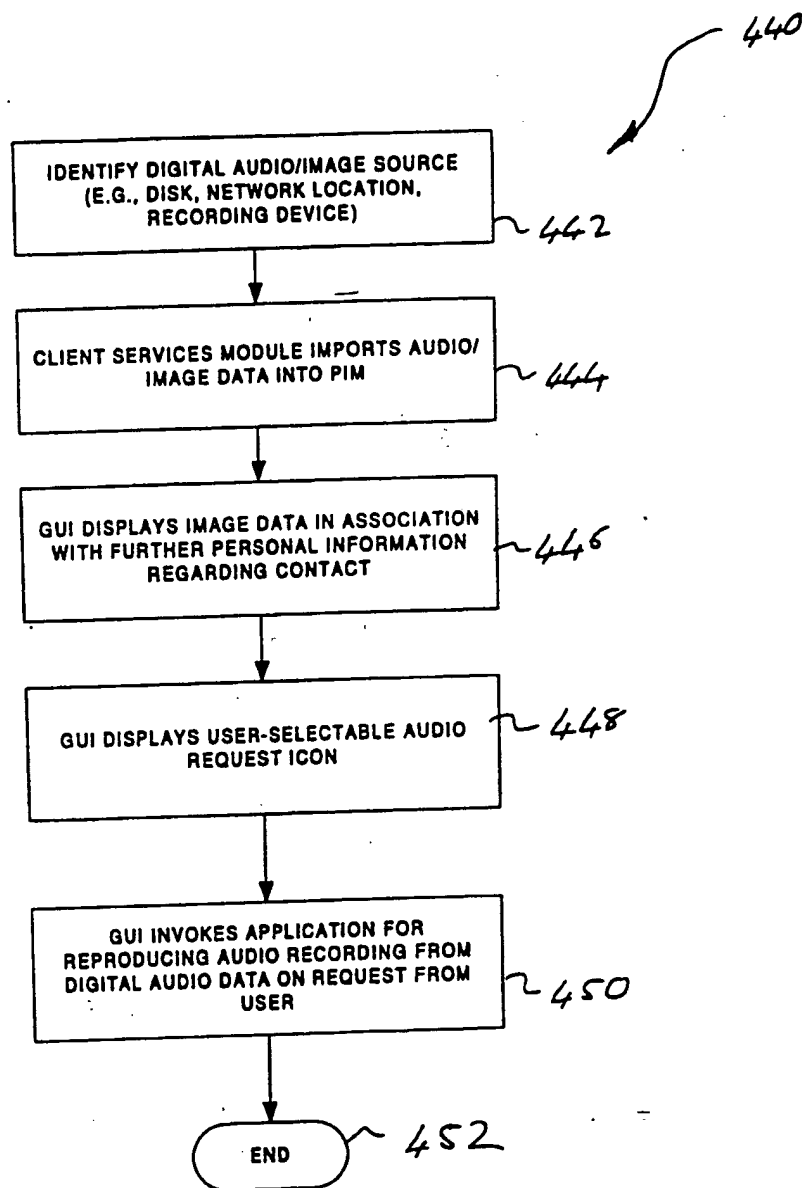 440
IDENTIFY DIGITAL AUDIO/IMAGE SOURCE
(E.G., DISK, NETWORK LOCATION,
RECORDING DEVICE)
442
CLIENT SERVICES MODULE IMPORTS AUDIO/
IMAGE DATA INTO PIM
444
GUI DISPLAYS IMAGE DATA IN ASSOCIATION
WITH FURTHER PERSONAL INFORMATION
REGARDING CONTACT
446
GUI DISPLAYS USER-SELECTABLE AUDIO
REQUEST ICON
448
GUI INVOKES APPLICATION FOR
REPRODUCING AUDIO RECORDING FROM
DIGITAL AUDIO DATA ON REQUEST FROM
USER
450
END
452